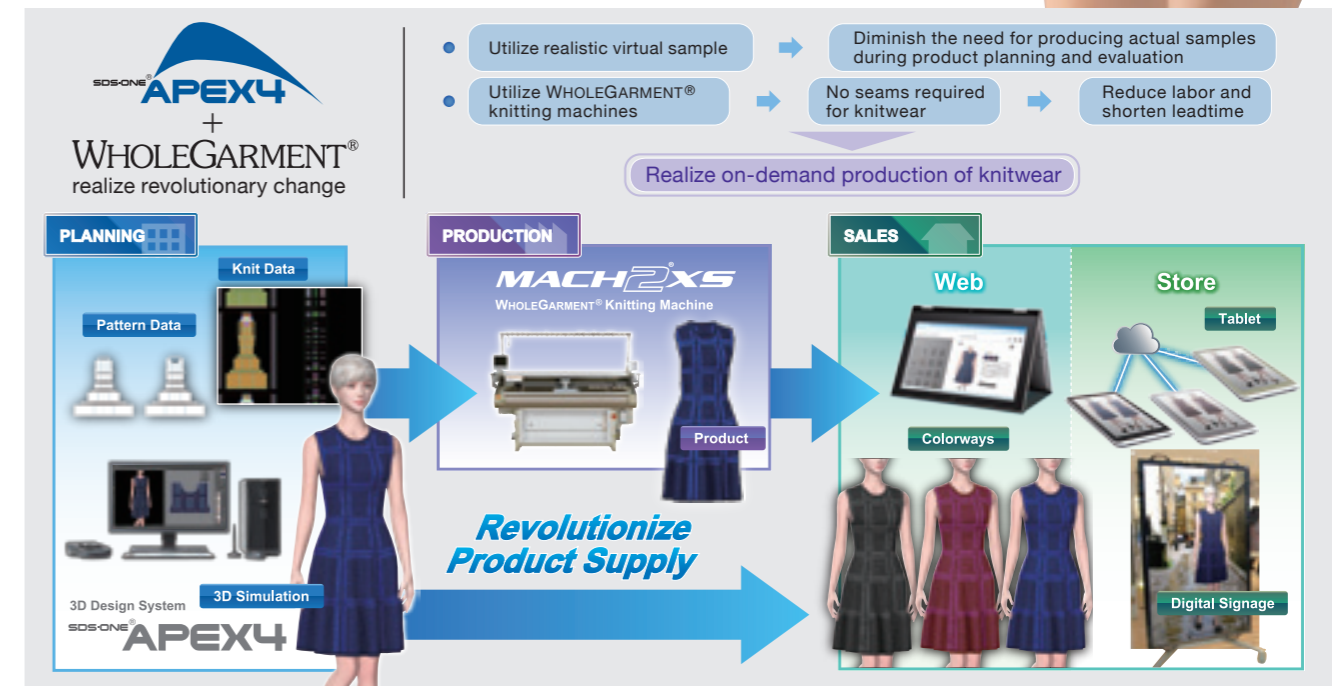 SDS-ONE® APEX4
+
WHOLEGARMENT®
realize revolutionary change
Utilize realistic virtual sample
Diminish the need for producing actual samples
during product planning and evaluation
Utilize WHOLEGARMENT®
knitting machines
No seams required
for knitwear
Reduce labor and
shorten leadtime
Realize on-demand production of knitwear
PLANNING
Knit Data
Pattern Data
3D Simulation
3D Design System
SDS-ONE® APEX4
PRODUCTION
MACH2®XS
WHOLEGARMENT® Knitting Machine
Product
Revolutionize
Product Supply
SALES
Web
Colorways
Store
Tablet
Digital Signage